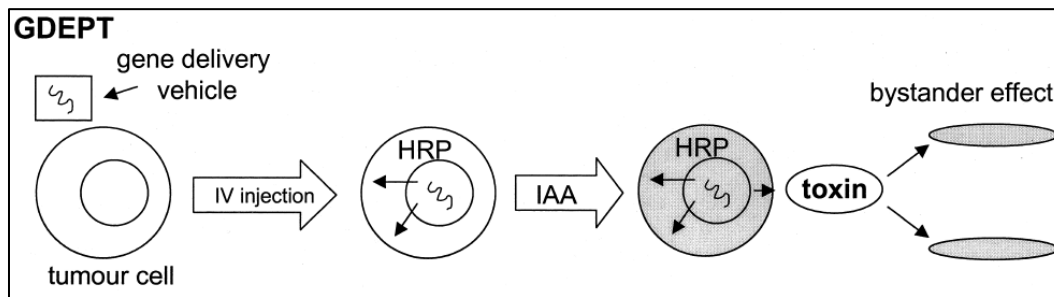 GDEPT
gene delivery
vehicle
bystander effect
HRP
HRP
IV injection
IAA
toxin
tumour cell